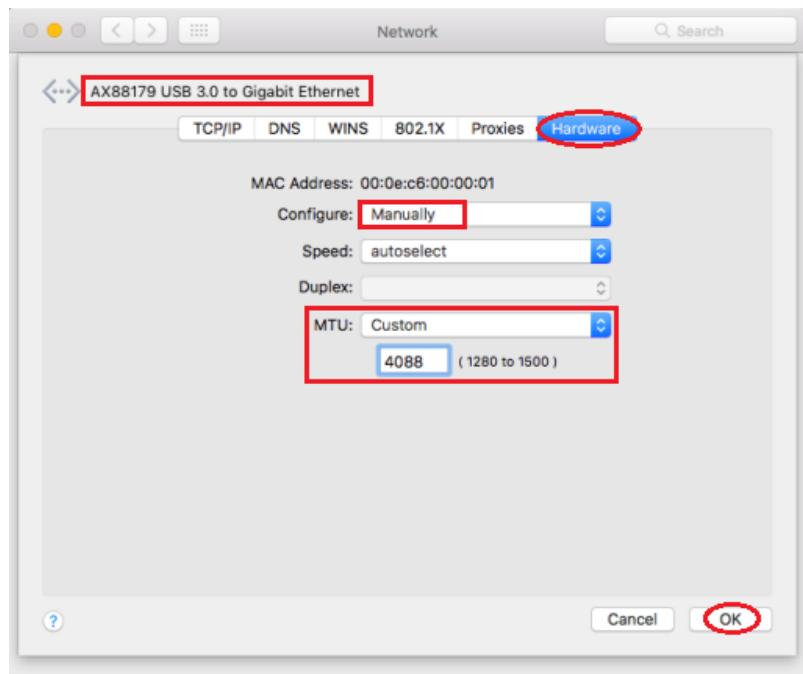 Network
Search
AX88179 USB 3.0 to Gigabit Ethernet
TCP/IP DNS WINS 802.1X Proxies Hardware
MAC Address: 00:0e:c6:00:00:01
Configure: Manually
Speed: autoselect
Duplex:
MTU: Custom
4088 ( 1280 to 1500 )
? Cancel OK